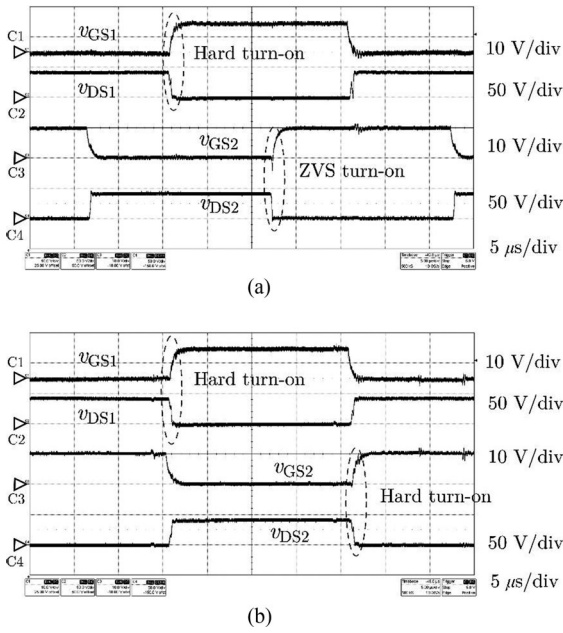 C1
vGS1
Hard turn-on
10 V/div
vDS1
50 V/div
C2
vGS2
10 V/div
C3
ZVS turn-on
vDS2
50 V/div
C4
5 μs/div
(a)
C1
vGS1
10 V/div
Hard turn-on
vDS1
50 V/div
C2
vGS2
10 V/div
C3
Hard turn-on
vDS2
50 V/div
C4
5 μs/div
(b)